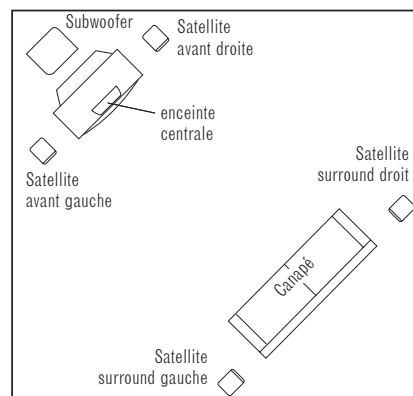 Subwoofer
Satellite
avant droite
enceinte
centrale
Satellite
avant gauche
Satellite
surround droit
Canapé
Satellite
surround gauche